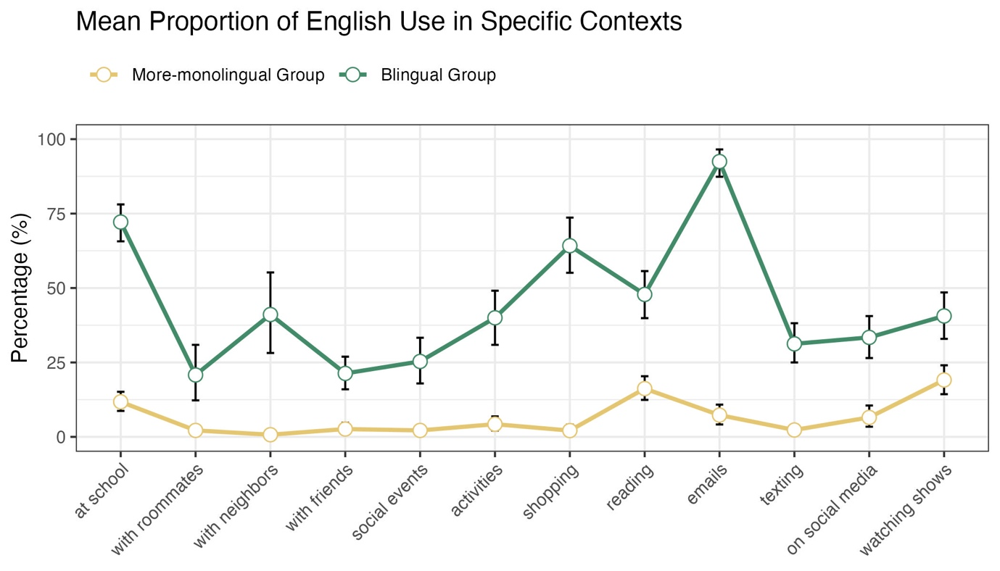 Mean Proportion of English Use in Specific Contexts
More-monolingual Group
Blingual Group
Percentage (%)
100
75
50
25
0
at school
with roommates
with neighbors
with friends
social events
activities
shopping
reading
emails
texting
on social media
watching shows